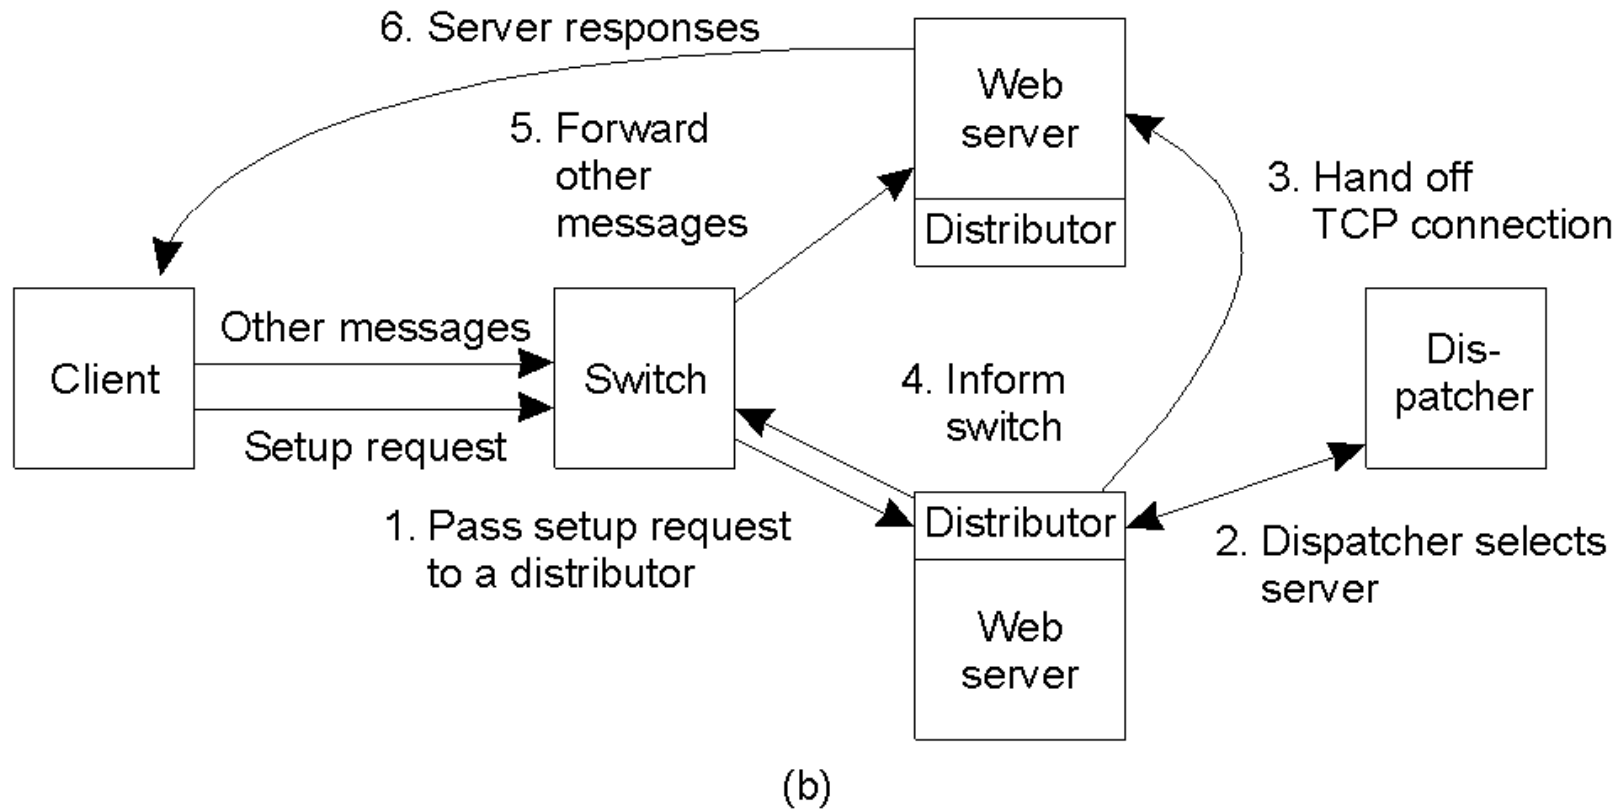 6. Server responses
Web
server
Distributor
5. Forward
other
messages
3. Hand off
TCP connection
Client
Other messages
Setup request
Switch
4. Inform
switch
Dis-
patcher
1. Pass setup request
to a distributor
Distributor
Web
server
2. Dispatcher selects
server
(b)